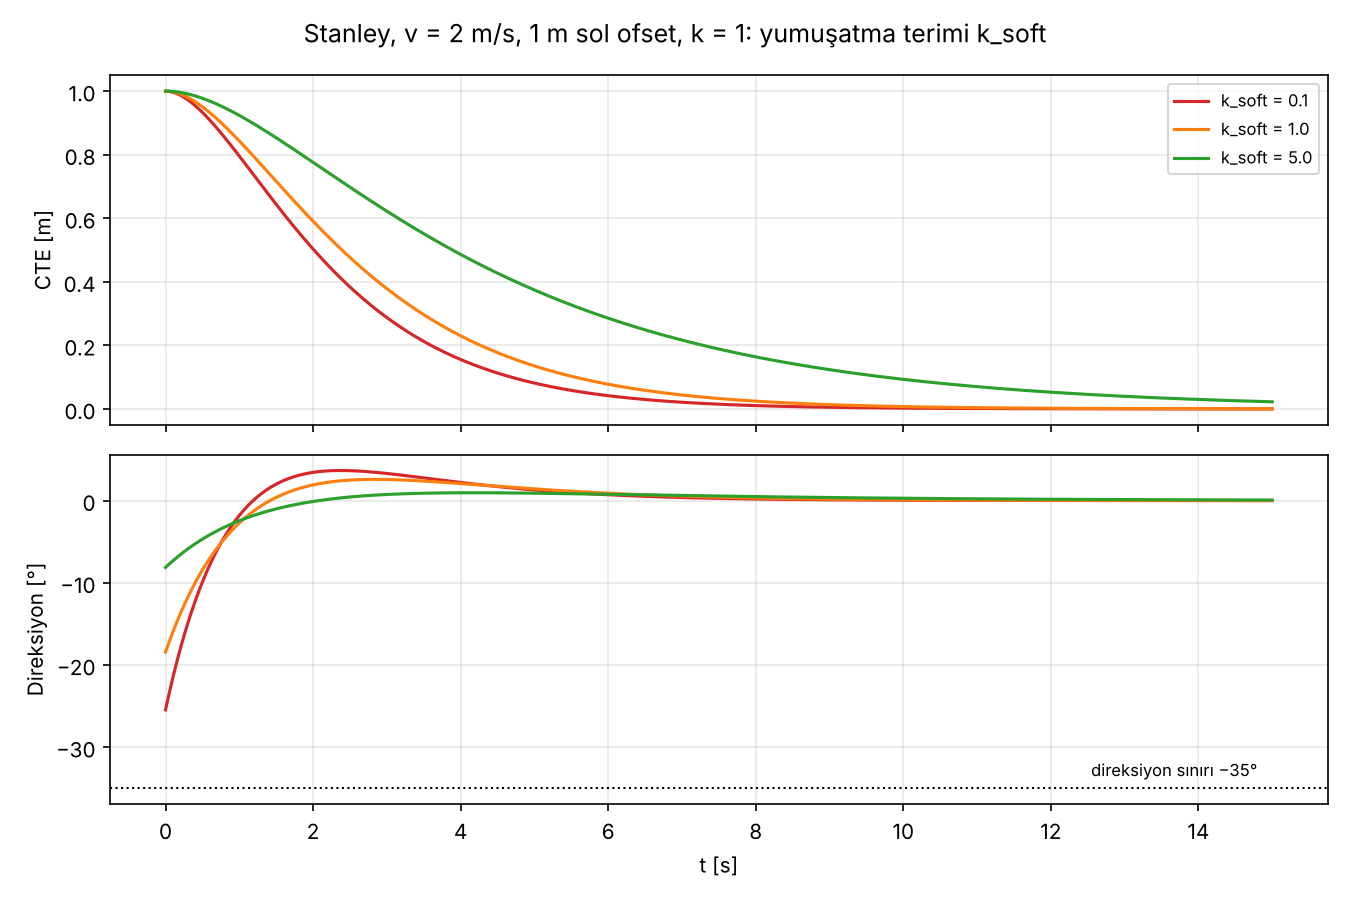 Stanley, v = 2 m/s, 1 m sol ofset, k = 1: yumuşatma terimi k_soft
CTE [m]
1.0
0.8
0.6
0.4
0.2
0.0
k_soft = 0.1
k_soft = 1.0
k_soft = 5.0
Direksiyon [°]
0
−10
−20
−30
direksiyon sınırı −35°
0 2 4 6 8 10 12 14
t [s]